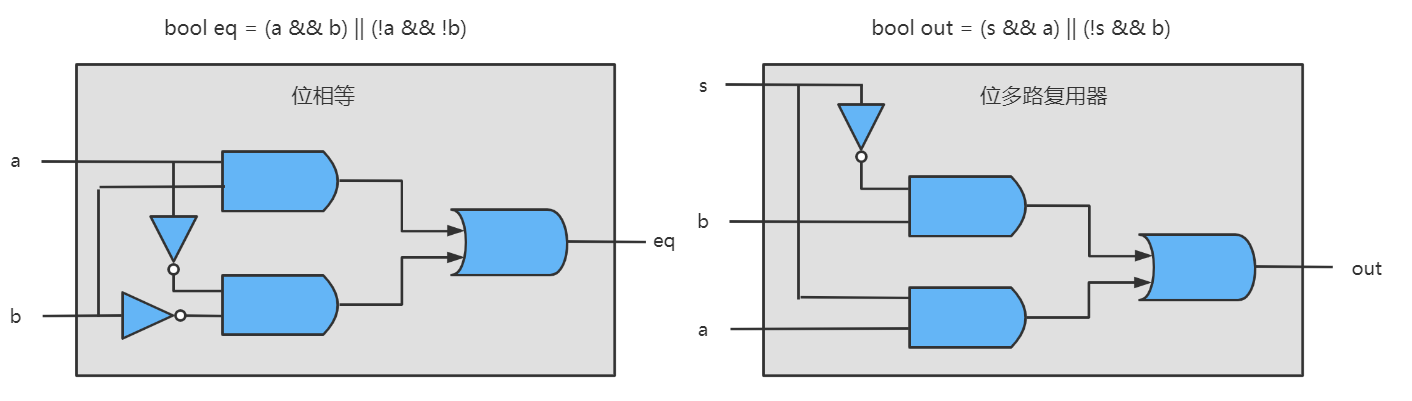 bool eq = (a && b) || (!a && !b)
位相等
a
b
eq
bool out = (s && a) || (!s && b)
位多路复用器
s
b
a
out